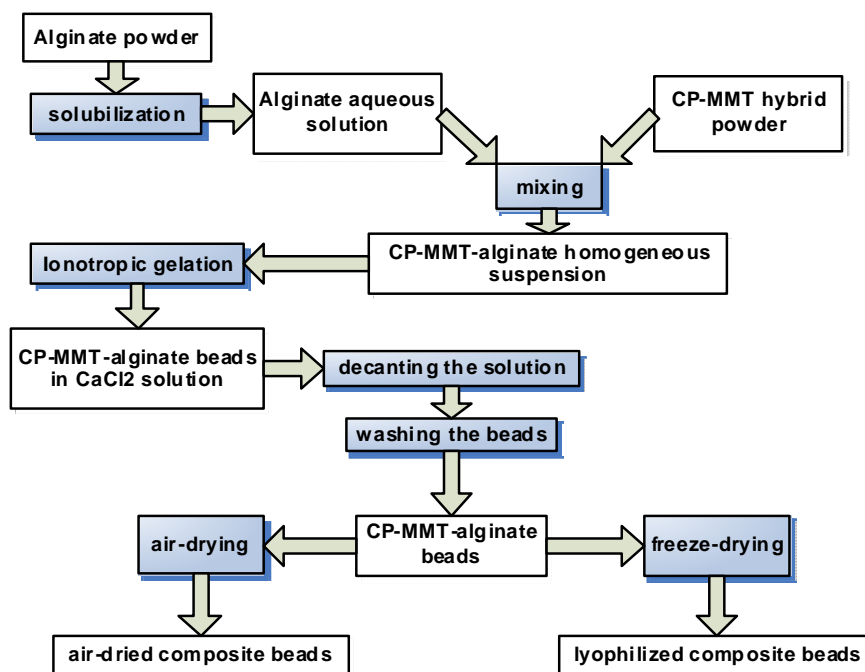 Alginate powder
solubilization
Alginate aqueous
solution
CP-MMT hybrid
powder
mixing
Ionotropic gelation
CP-MMT-alginate homogeneous
suspension
CP-MMT-alginate beads
in CaCl2 solution
decanting the solution
washing the beads
air-drying
CP-MMT-alginate
beads
freeze-drying
air-dried composite beads
lyophilized composite beads